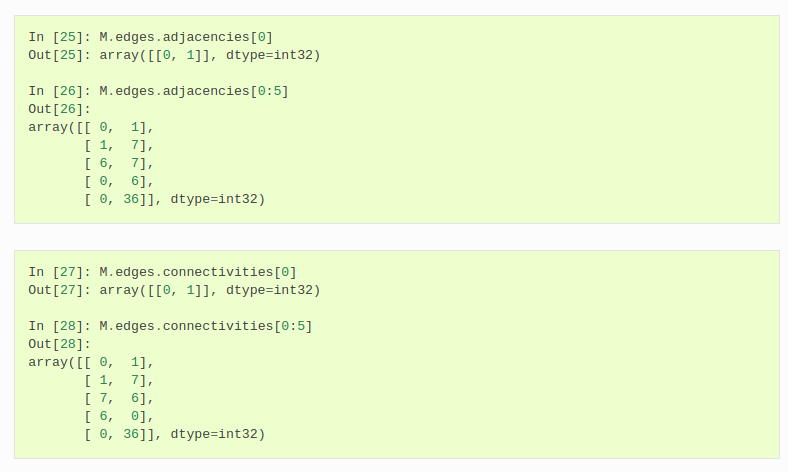 In [25]: M.edges.adjacencies[0]
Out[25]: array([[0, 1]], dtype=int32)
In [26]: M.edges.adjacencies[0:5]
Out[26]:
array([[ 0,  1],
       [ 1,  7],
       [ 6,  7],
       [ 0,  6],
       [ 0, 36]], dtype=int32)
In [27]: M.edges.connectivities[0]
Out[27]: array([[0, 1]], dtype=int32)
In [28]: M.edges.connectivities[0:5]
Out[28]:
array([[ 0,  1],
       [ 1,  7],
       [ 7,  6],
       [ 6,  0],
       [ 0, 36]], dtype=int32)